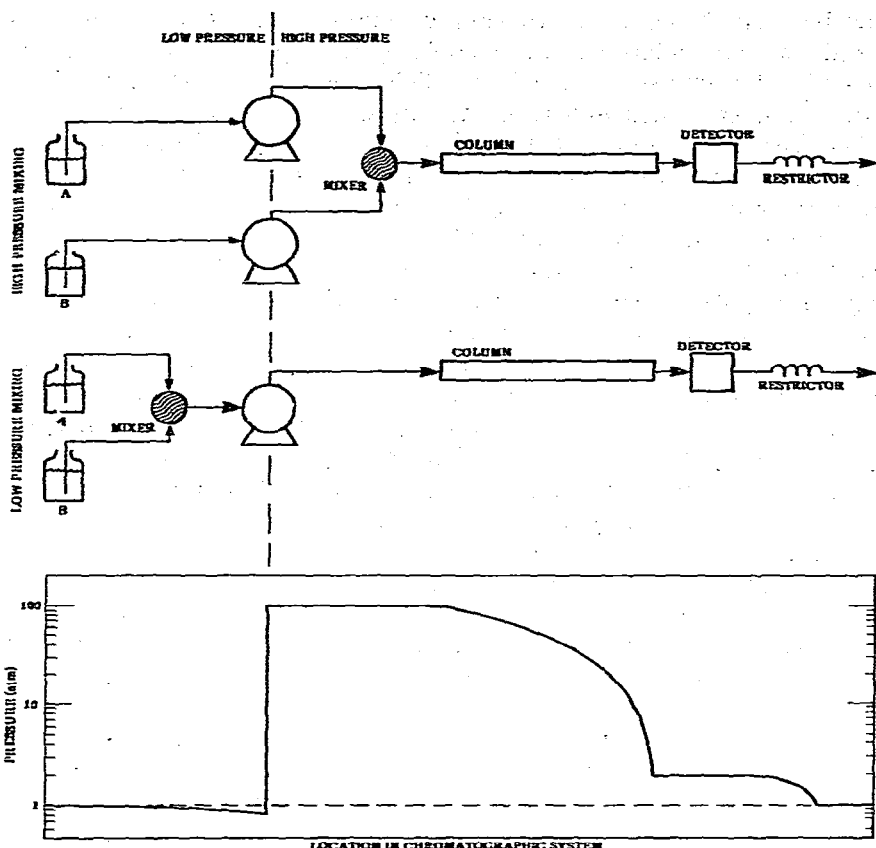 LOW PRESSURE HIGH PRESSURE
HIGH PRESSURE MIXING
A
B
MIXER
COLUMN
DETECTOR
RESTRICTOR
LOW PRESSURE MIXING
A
B
MIXER
COLUMN
DETECTOR
RESTRICTOR
PRESSURE (atm)
100
10
1
LOCATION IN CHROMATOGRAPHIC SYSTEM